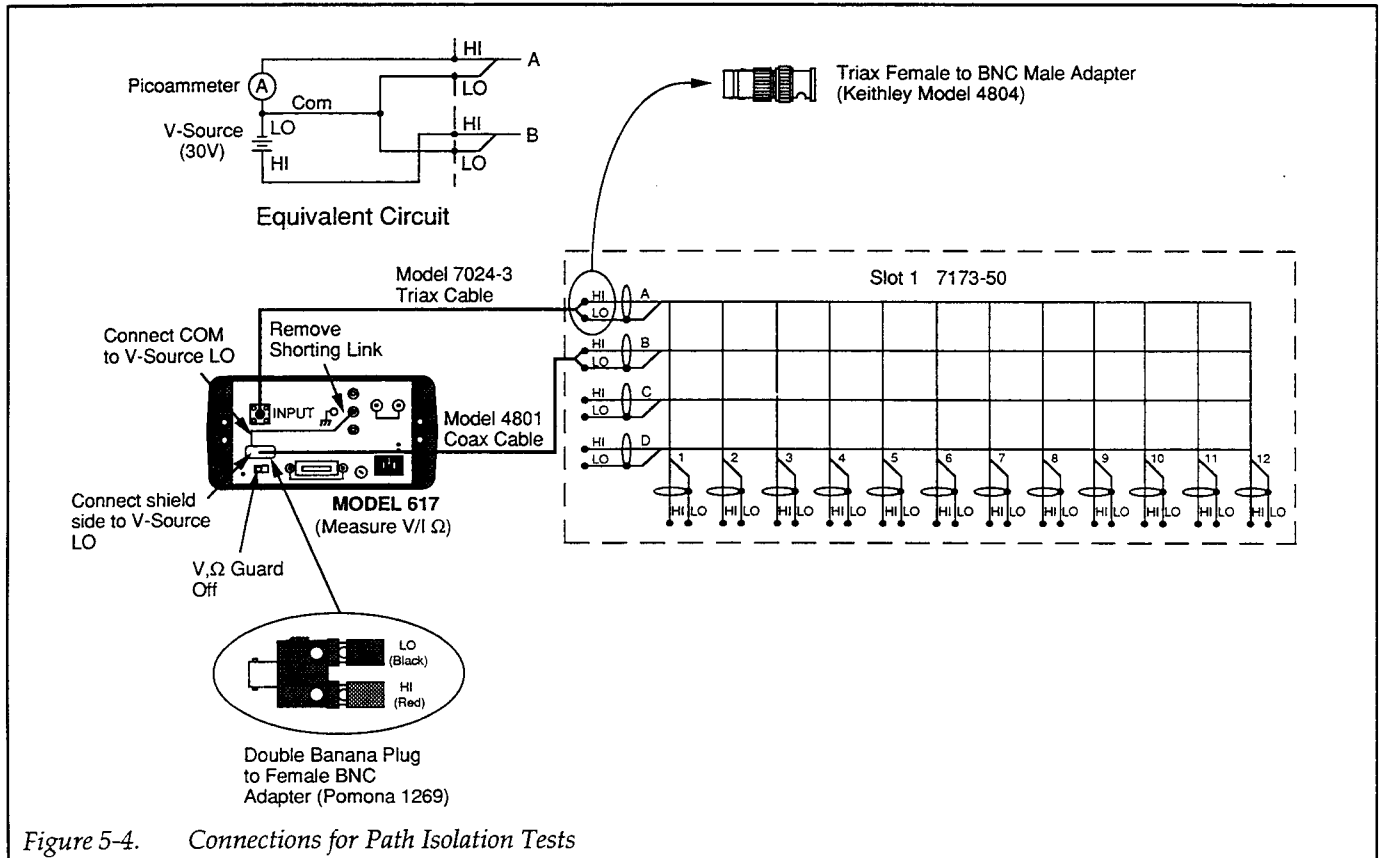 HI
A
Picoammeter
A
LO
Com
LO
V-Source
(30V)
HI
HI
B
LO
Equivalent Circuit
Triax Female to BNC Male Adapter
(Keithley Model 4804)
Model 7024-3
Triax Cable
Slot 1 7173-50
Connect COM
to V-Source LO
Remove
Shorting Link
INPUT
Model 4801
Coax Cable
HI
LO
A
HI
LO
B
HI
LO
C
HI
LO
D
1 2 3 4 5 6 7 8 9 10 11 12
HI LO HI LO HI LO HI LO HI LO HI LO HI LO HI LO HI LO HI LO HI LO HI LO
Connect shield
side to V-Source
LO
MODEL 617
(Measure V/I Ω)
V,Ω Guard
Off
LO
(Black)
HI
(Red)
Double Banana Plug
to Female BNC
Adapter (Pomona 1269)
Figure 5-4. Connections for Path Isolation Tests